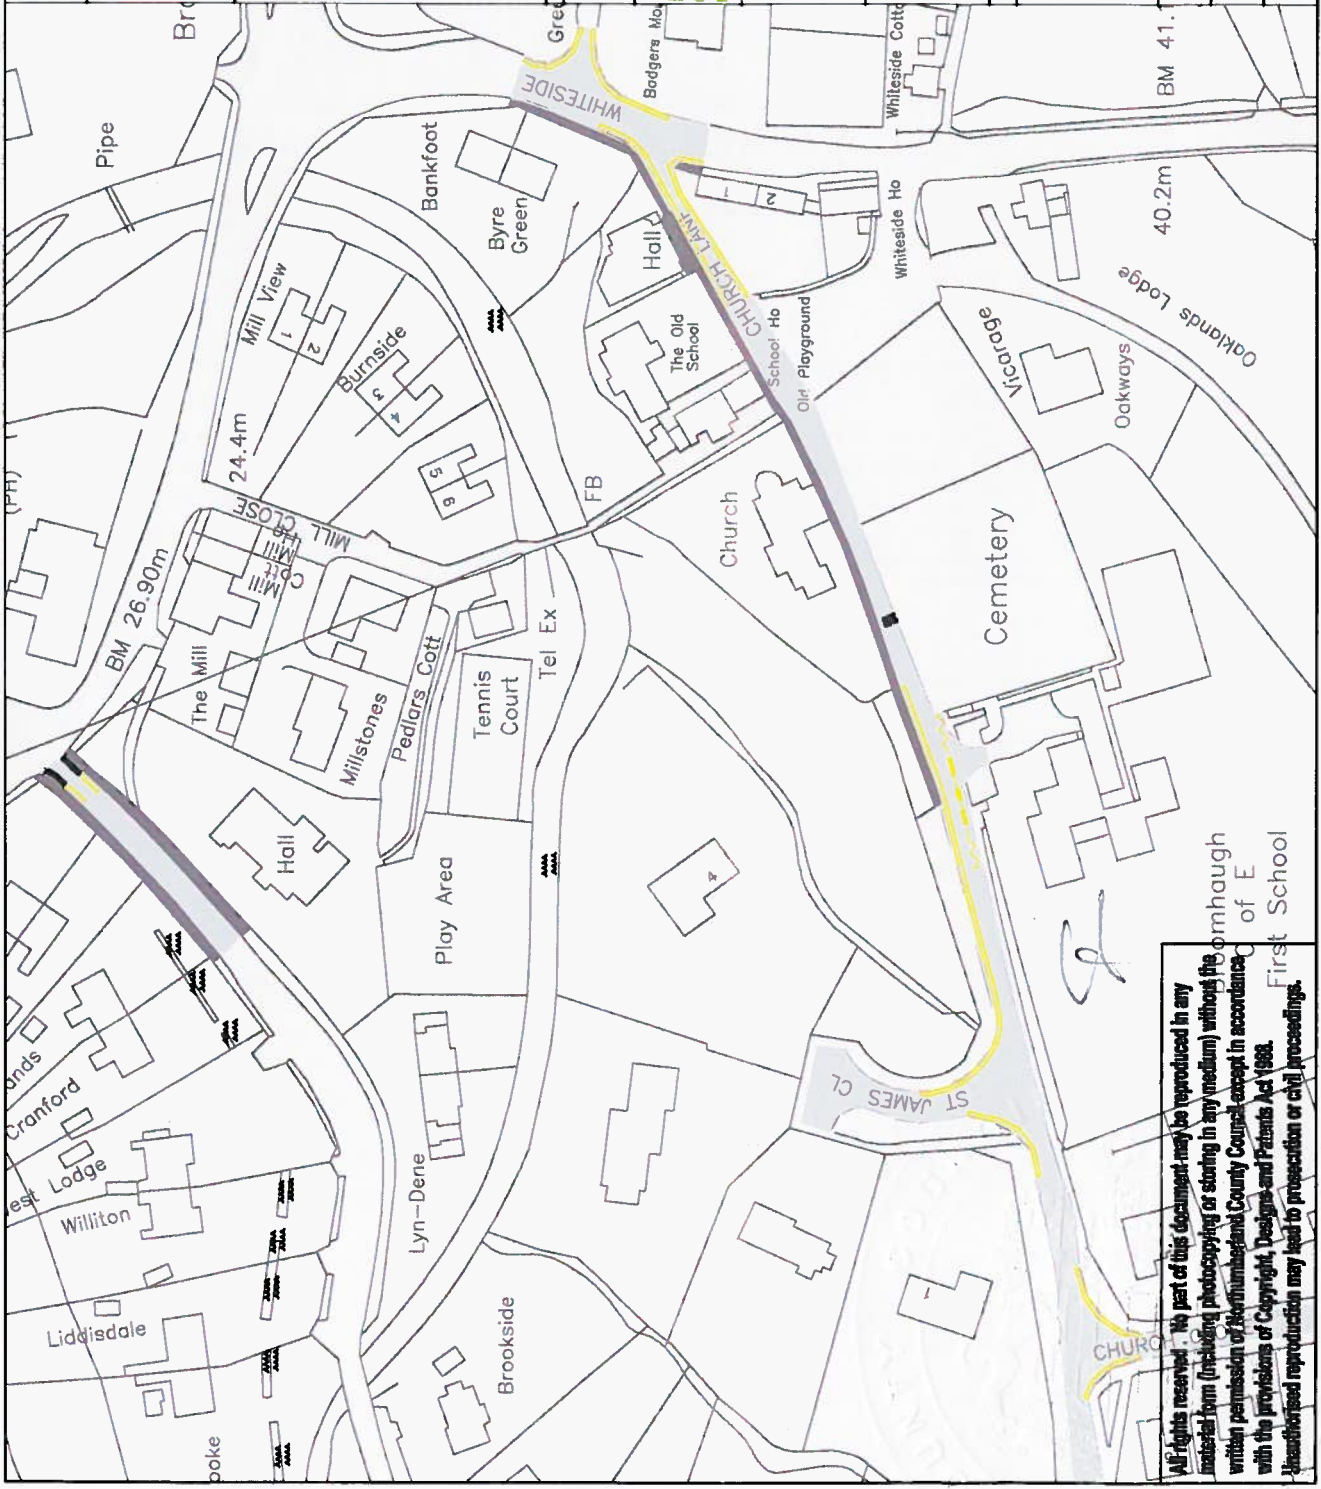 Pipe
Bankfoot
Byre
Green
WHITESIDE
Whiteside Cott
BM 41.1
Mill View
1
2
Burnside
3
4
5
6
24.4m
MILL CLOSE
Mill
Ho
Mill
Cott
BM 26.90m
The Mill
Millstones
Pedlars Cott
Tennis
Court
Tel Ex
FB
Hall
CHURCH LANE
1
2
Whiteside Ho
40.2m
The Old
School
School Ho
Old Playground
Vicarage
Oakways
Oaklands Lodge
Church
Cemetery
Hall
Play Area
4
Cranford
Williton
Liddisdale
Lyn-Dene
Brookside
ST JAMES CL
1
CHURCH
Broomhaugh
C of E
First School
All rights reserved. No part of this document may be reproduced in any
material form (including photocopying or storing in any medium) without the
written permission of Northumberland County Council except in accordance
with the provisions of Copyright, Designs and Patents Act 1988.
Unauthorised reproduction may lead to prosecution or civil proceedings.